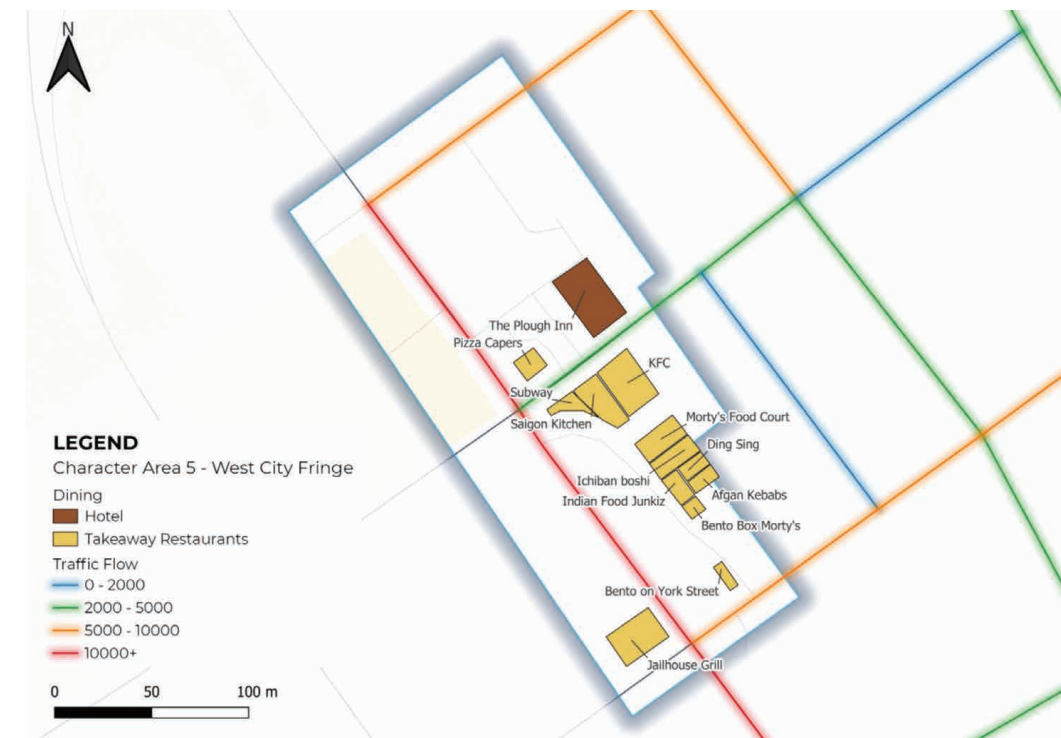 N
The Plough Inn
Pizza Capers
KFC
Subway
Saigon Kitchen
Morty's Food Court
Ding Sing
Ichiban boshi
Indian Food Junkiz
Afgan Kebabs
Bento Box Morty's
Bento on York Street
Jailhouse Grill
LEGEND
Character Area 5 - West City Fringe
Dining
Hotel
Takeaway Restaurants
Traffic Flow
0 - 2000
2000 - 5000
5000 - 10000
10000+
0 50 100 m